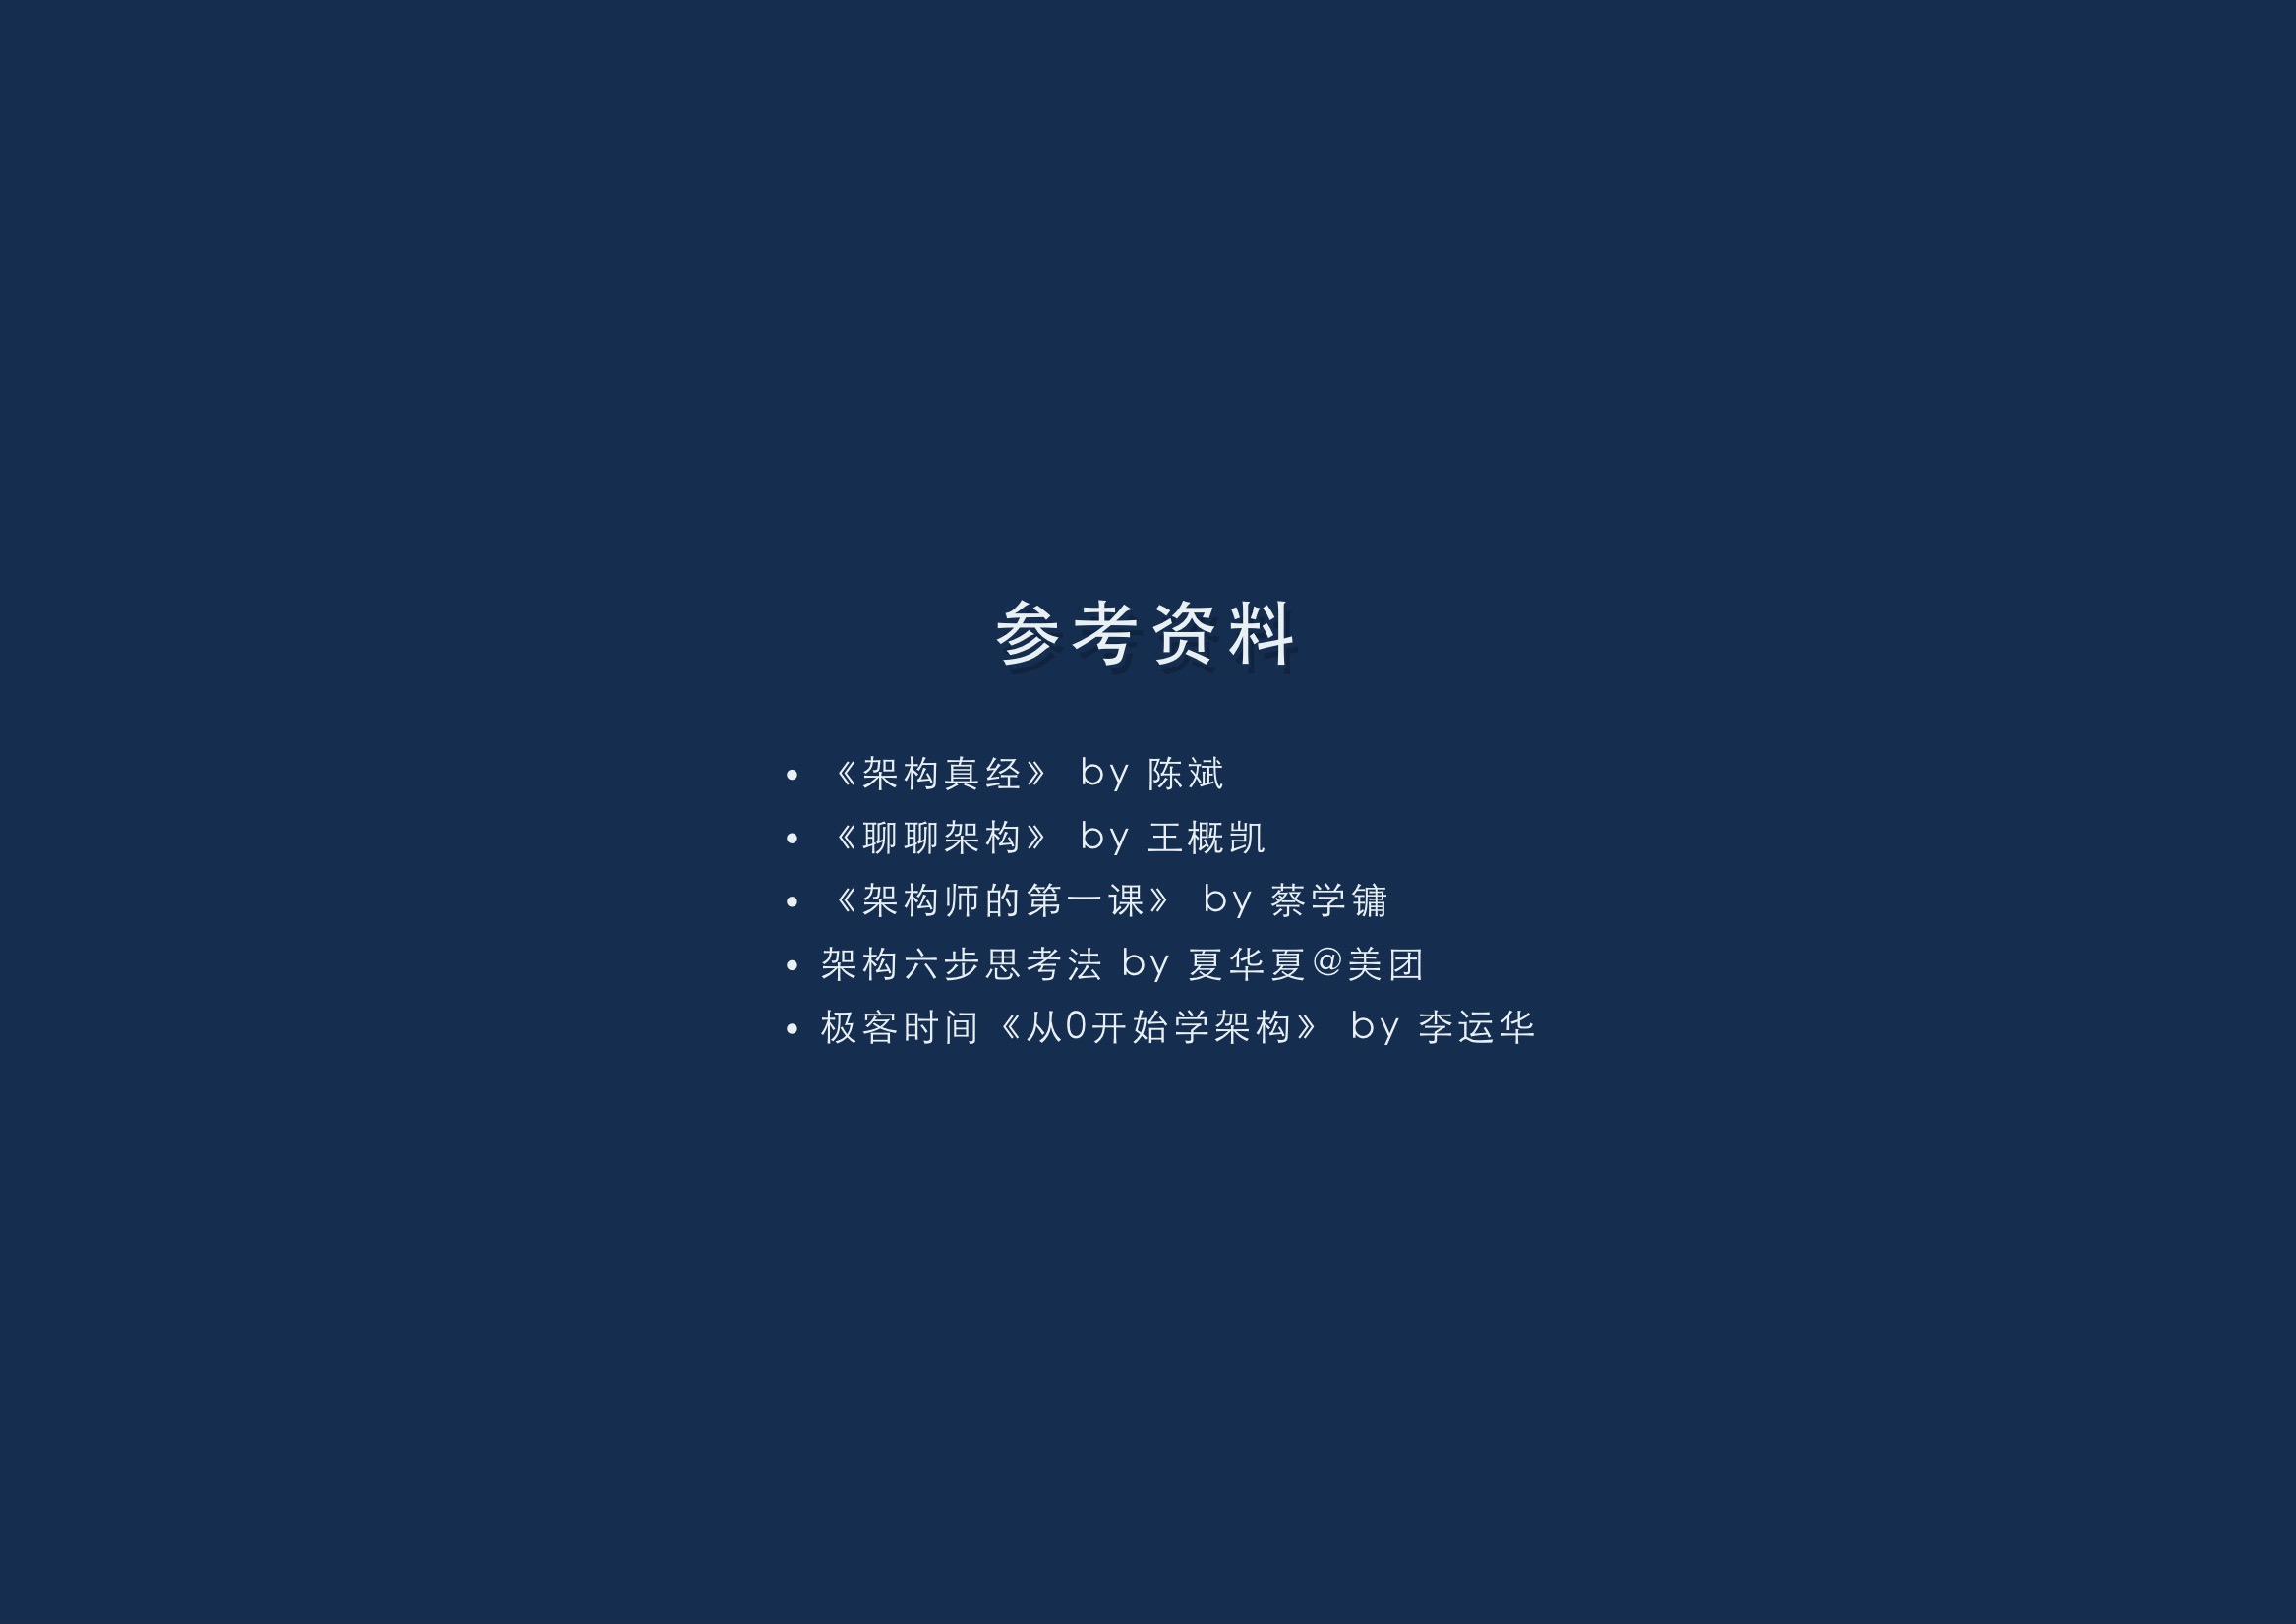 参考资料
• 《架构真经》 by 陈斌
• 《聊聊架构》 by 王概凯
• 《架构师的第一课》 by 蔡学镛
• 架构六步思考法 by 夏华夏@美团
• 极客时间《从0开始学架构》 by 李运华